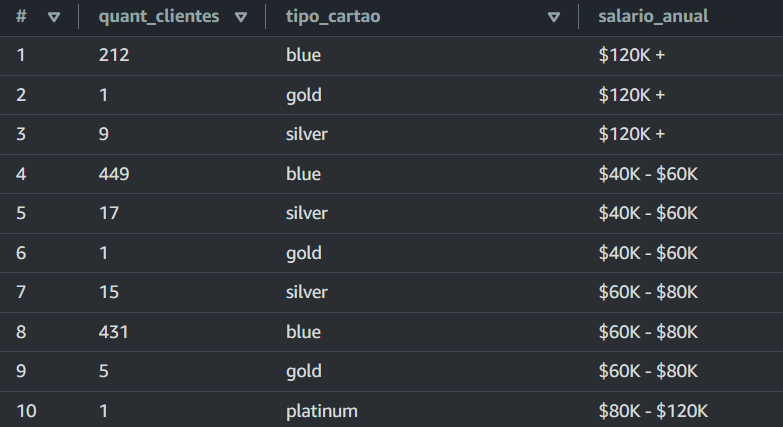 # quant_clientes tipo_cartao salario_anual
1 212 blue $120K +
2 1 gold $120K +
3 9 silver $120K +
4 449 blue $40K - $60K
5 17 silver $40K - $60K
6 1 gold $40K - $60K
7 15 silver $60K - $80K
8 431 blue $60K - $80K
9 5 gold $60K - $80K
10 1 platinum $80K - $120K